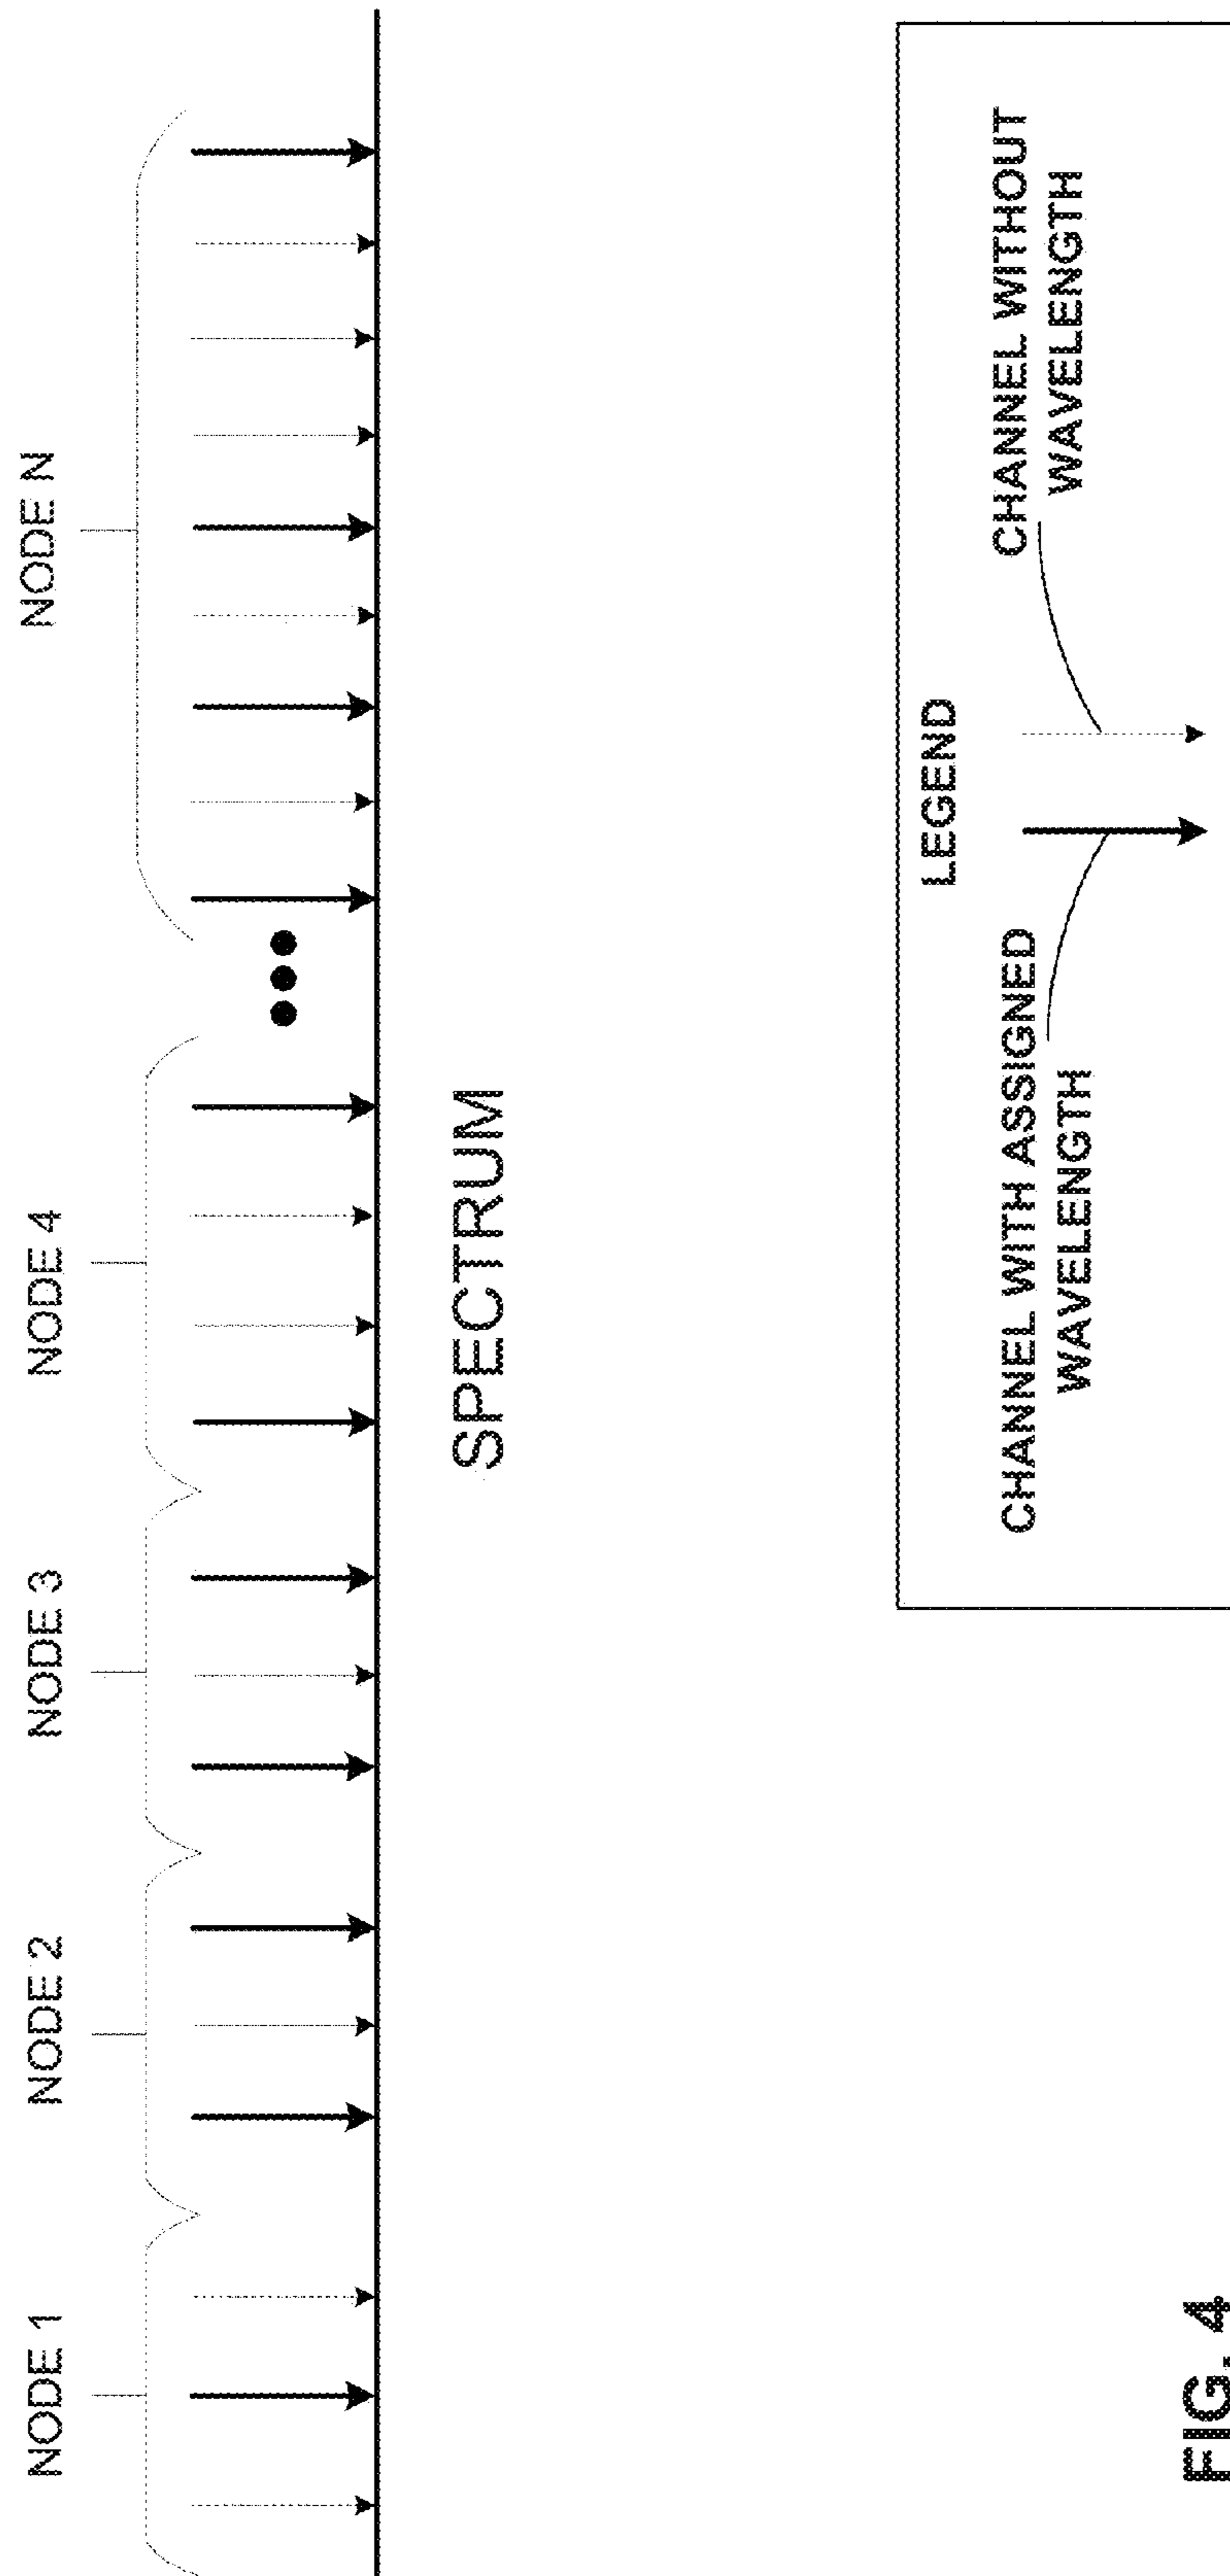 NODE 1
NODE 2
NODE 3
NODE 4
NODE N
SPECTRUM
LEGEND
CHANNEL WITH ASSIGNED
WAVELENGTH
CHANNEL WITHOUT
WAVELENGTH
FIG. 4